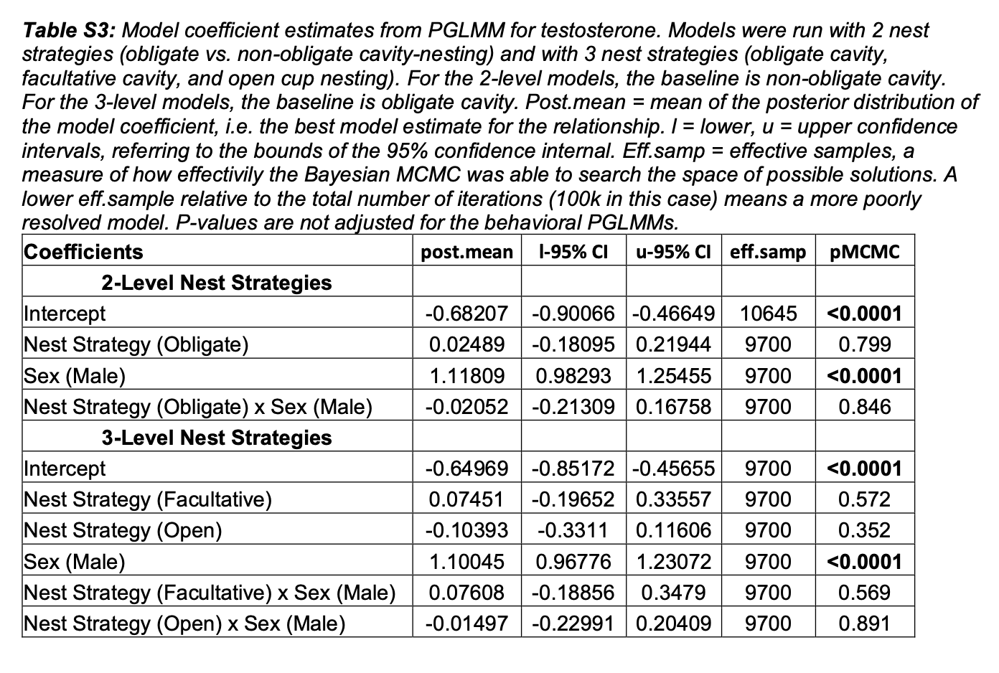 Table S3: Model coefficient estimates from PGLMM for testosterone. Models were run with 2 nest
strategies (obligate vs. non-obligate cavity-nesting) and with 3 nest strategies (obligate cavity,
facultative cavity, and open cup nesting). For the 2-level models, the baseline is non-obligate cavity.
For the 3-level models, the baseline is obligate cavity. Post.mean = mean of the posterior distribution of
the model coefficient, i.e. the best model estimate for the relationship. l = lower, u = upper confidence
intervals, referring to the bounds of the 95% confidence internal. Eff.samp = effective samples, a
measure of how effectivily the Bayesian MCMC was able to search the space of possible solutions. A
lower eff.sample relative to the total number of iterations (100k in this case) means a more poorly
resolved model. P-values are not adjusted for the behavioral PGLMMs.
Coefficients post.mean l-95% CI u-95% CI eff.samp pMCMC
2-Level Nest Strategies
Intercept -0.68207 -0.90066 -0.46649 10645 <0.0001
Nest Strategy (Obligate) 0.02489 -0.18095 0.21944 9700 0.799
Sex (Male) 1.11809 0.98293 1.25455 9700 <0.0001
Nest Strategy (Obligate) x Sex (Male) -0.02052 -0.21309 0.16758 9700 0.846
3-Level Nest Strategies
Intercept -0.64969 -0.85172 -0.45655 9700 <0.0001
Nest Strategy (Facultative) 0.07451 -0.19652 0.33557 9700 0.572
Nest Strategy (Open) -0.10393 -0.3311 0.11606 9700 0.352
Sex (Male) 1.10045 0.96776 1.23072 9700 <0.0001
Nest Strategy (Facultative) x Sex (Male) 0.07608 -0.18856 0.3479 9700 0.569
Nest Strategy (Open) x Sex (Male) -0.01497 -0.22991 0.20409 9700 0.891